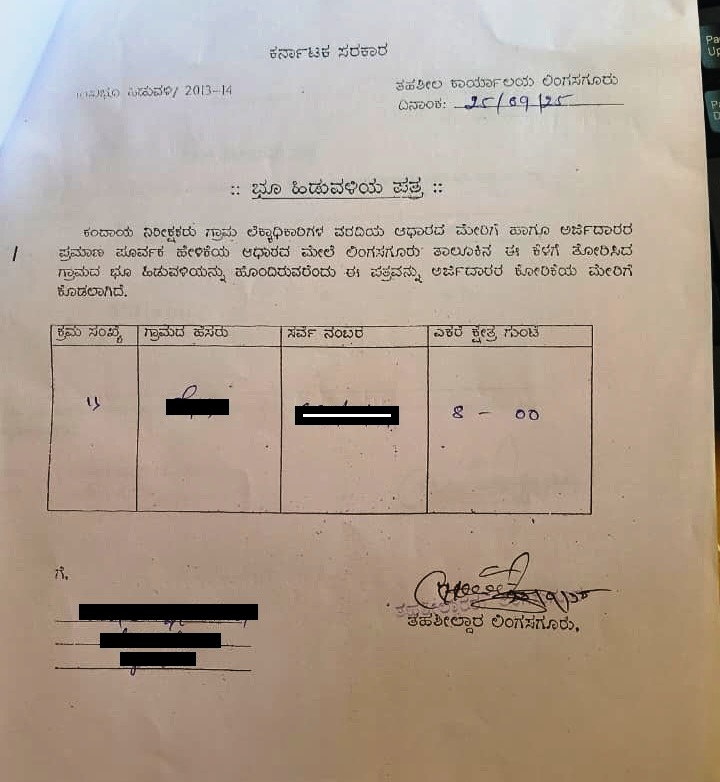 ಕರ್ನಾಟಕ ಸರಕಾರ
ಹಿಡುವಳಿ/ 2013-14
ತಹಶೀಲ ಕಾರ್ಯಾಲಯ ಲಿಂಗಸಗೂರು
ದಿನಾಂಕ: 25/09/25
:: ಭೂ ಹಿಡುವಳಿಯ ಪತ್ರ ::
ಕಂದಾಯ ನಿರೀಕ್ಷಕರು ಗ್ರಾಮ ಲೆಕ್ಕಾಧಿಕಾರಿಗಳ ವರದಿಯ ಆಧಾರದ ಮೇರಿಗೆ ಹಾಗೂ ಅರ್ಜಿದಾರರ
ಪ್ರಮಾಣ ಪೂರ್ವಕ ಹೇಳಿಕೆಯ ಆಧಾರದ ಮೇಲೆ ಲಿಂಗಸಗೂರು ತಾಲೂಕಿನ ಈ ಕೆಳಗೆ ತೋರಿಸಿದ
ಗ್ರಾಮದ ಭೂ ಹಿಡುವಳಿಯನ್ನು ಹೊಂದಿರುವರೆಂದು ಈ ಪತ್ರವನ್ನು ಅರ್ಜಿದಾರರ ಕೋರಿಕೆಯ ಮೇರಿಗೆ
ಕೊಡಲಾಗಿದೆ.
ಕ್ರಮ ಸಂಖ್ಯೆ ಗ್ರಾಮದ ಹೆಸರು ಸರ್ವೆ ನಂಬರ ಎಕರೆ ಕ್ಷೇತ್ರ ಗುಂಟೆ
೪ - ೦೦
ಗೆ,
ತಹಶೀಲ್ದಾರ ಲಿಂಗಸಗೂರು,